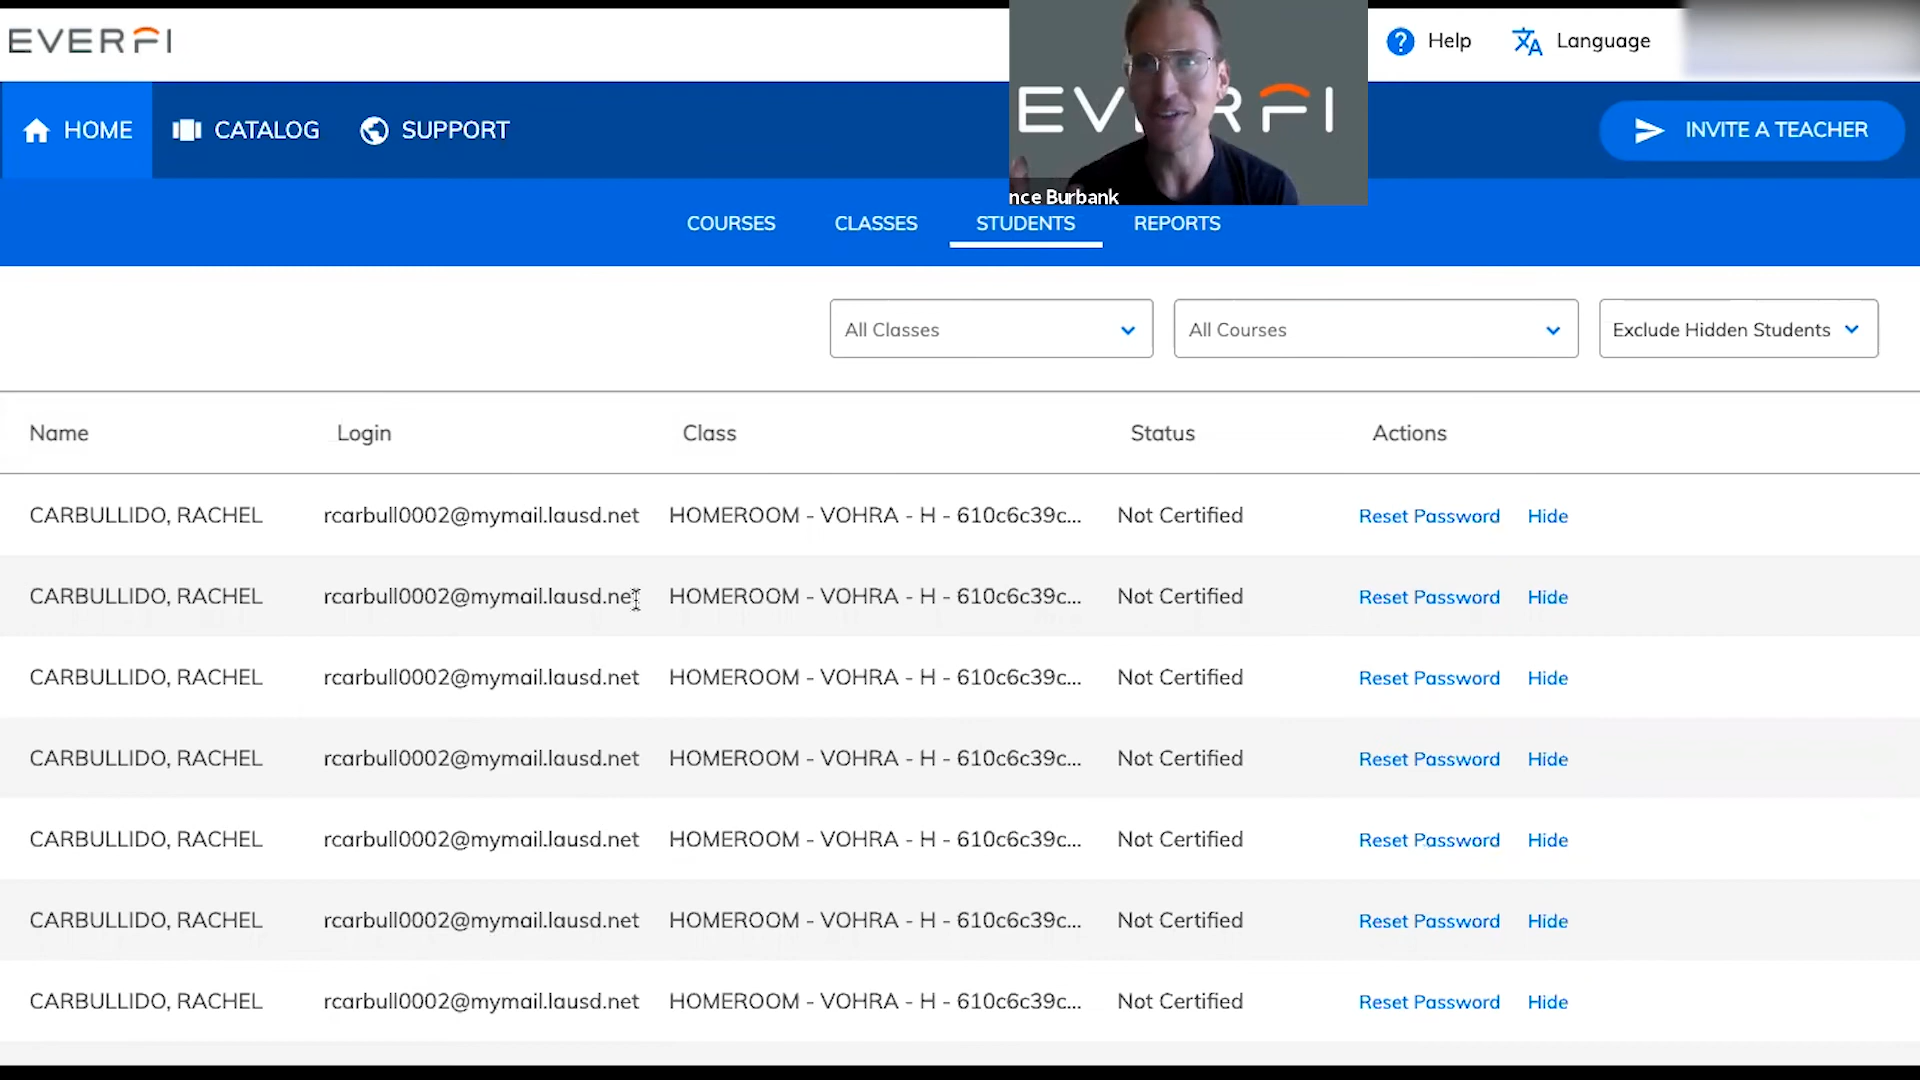 EVERFI
Help
Language
HOME
CATALOG
SUPPORT
EVERFI
nce Burbank
INVITE A TEACHER
COURSES
CLASSES
STUDENTS
REPORTS
All Classes
All Courses
Exclude Hidden Students
Name Login Class Status Actions
CARBULLIDO, RACHEL rcarbull0002@mymail.lausd.net HOMEROOM - VOHRA - H - 610c6c39c... Not Certified Reset Password Hide
CARBULLIDO, RACHEL rcarbull0002@mymail.lausd.net HOMEROOM - VOHRA - H - 610c6c39c... Not Certified Reset Password Hide
CARBULLIDO, RACHEL rcarbull0002@mymail.lausd.net HOMEROOM - VOHRA - H - 610c6c39c... Not Certified Reset Password Hide
CARBULLIDO, RACHEL rcarbull0002@mymail.lausd.net HOMEROOM - VOHRA - H - 610c6c39c... Not Certified Reset Password Hide
CARBULLIDO, RACHEL rcarbull0002@mymail.lausd.net HOMEROOM - VOHRA - H - 610c6c39c... Not Certified Reset Password Hide
CARBULLIDO, RACHEL rcarbull0002@mymail.lausd.net HOMEROOM - VOHRA - H - 610c6c39c... Not Certified Reset Password Hide
CARBULLIDO, RACHEL rcarbull0002@mymail.lausd.net HOMEROOM - VOHRA - H - 610c6c39c... Not Certified Reset Password Hide